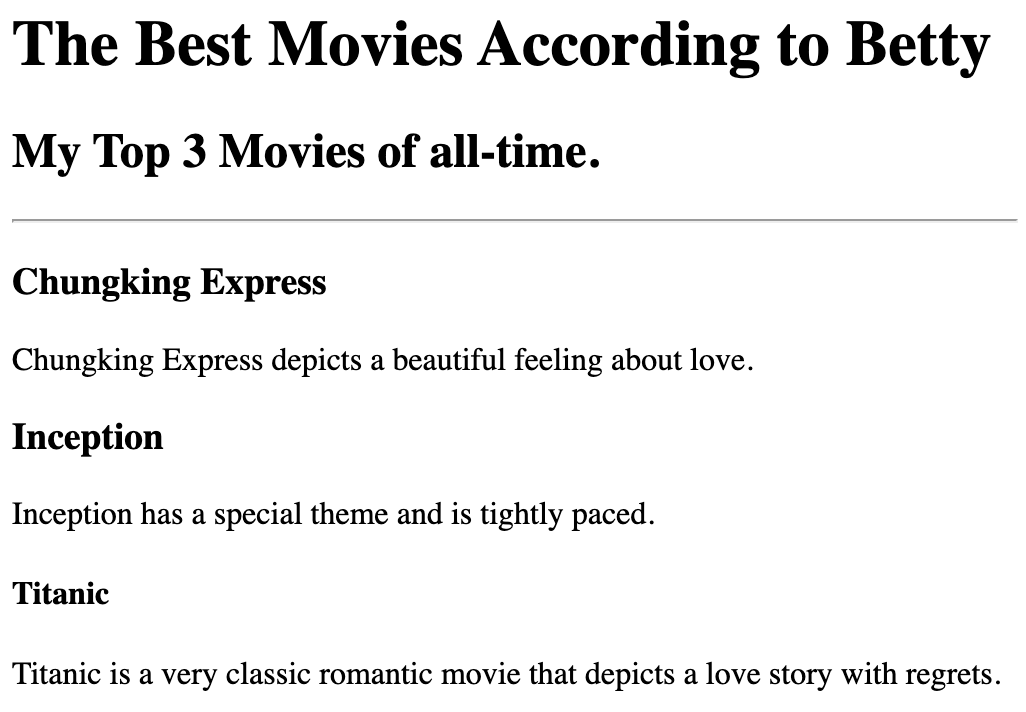 The Best Movies According to Betty
My Top 3 Movies of all-time.
Chungking Express
Chungking Express depicts a beautiful feeling about love.
Inception
Inception has a special theme and is tightly paced.
Titanic
Titanic is a very classic romantic movie that depicts a love story with regrets.